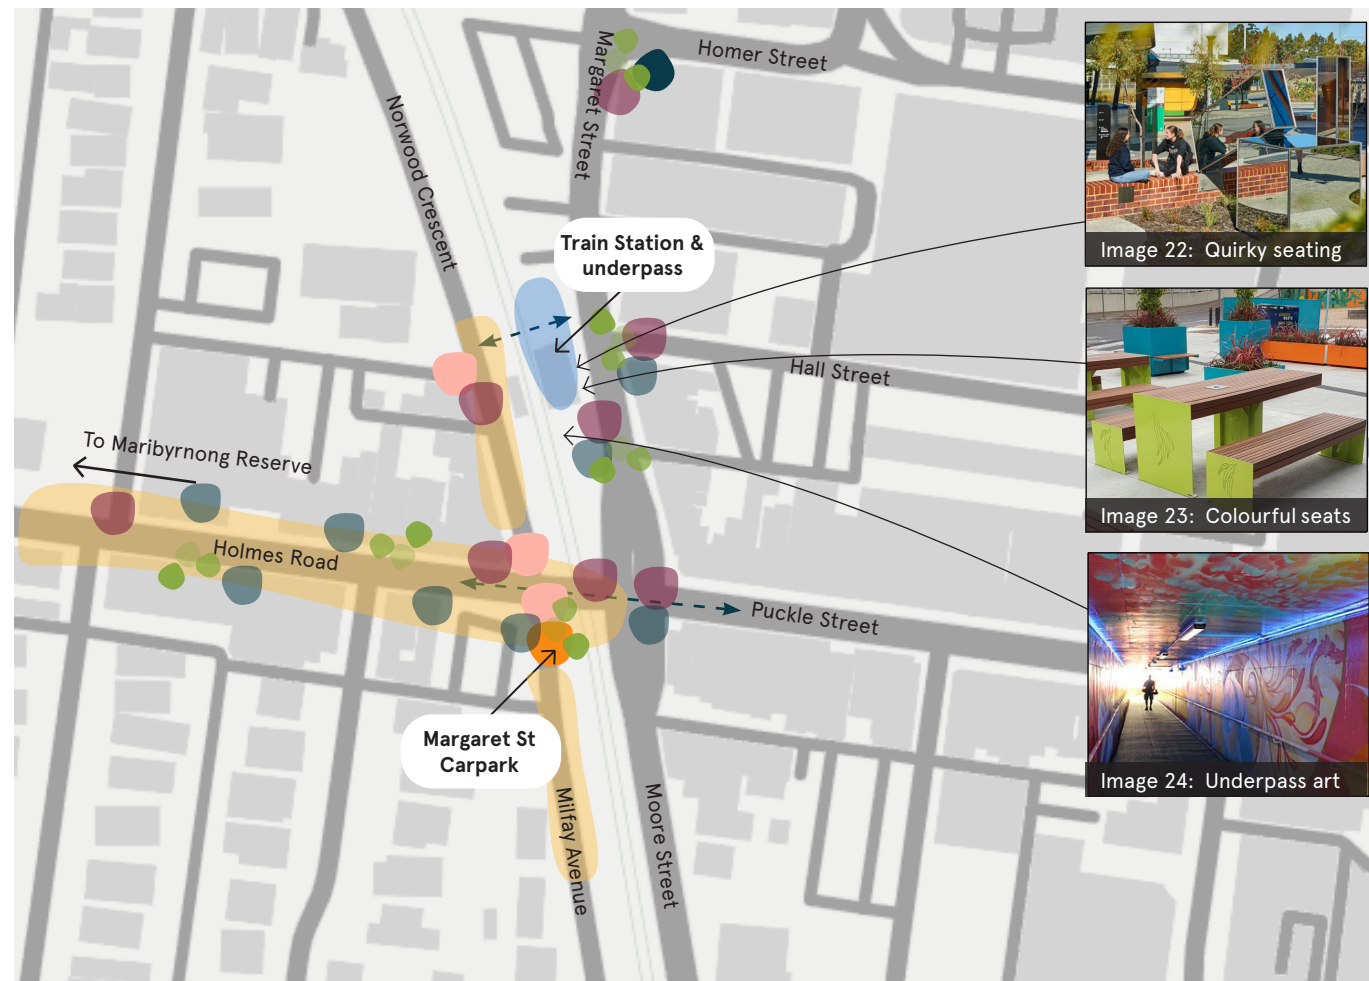 Homer Street
Margaret Street
Norwood Crescent
Train Station &
underpass
Image 22: Quirky seating
Hall Street
To Maribyrnong Reserve
Image 23: Colourful seats
Holmes Road
Puckle Street
Margaret St
Carpark
Image 24: Underpass art
Milfay Avenue
Moore Street